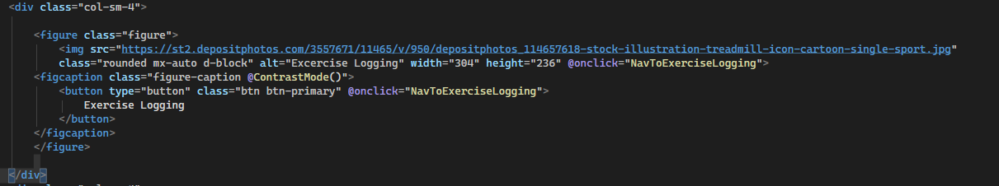 <div class="col-sm-4">
<figure class="figure">
<img src="https://st2.depositphotos.com/3557671/11465/v/950/depositphotos_114657618-stock-illustration-treadmill-icon-cartoon-single-sport.jpg"
class="rounded mx-auto d-block" alt="Excercise Logging" width="304" height="236" @onclick="NavToExerciseLogging">
<figcaption class="figure-caption @ContrastMode()">
<button type="button" class="btn btn-primary" @onclick="NavToExerciseLogging">
Exercise Logging
</button>
</figcaption>
</figure>
</div>